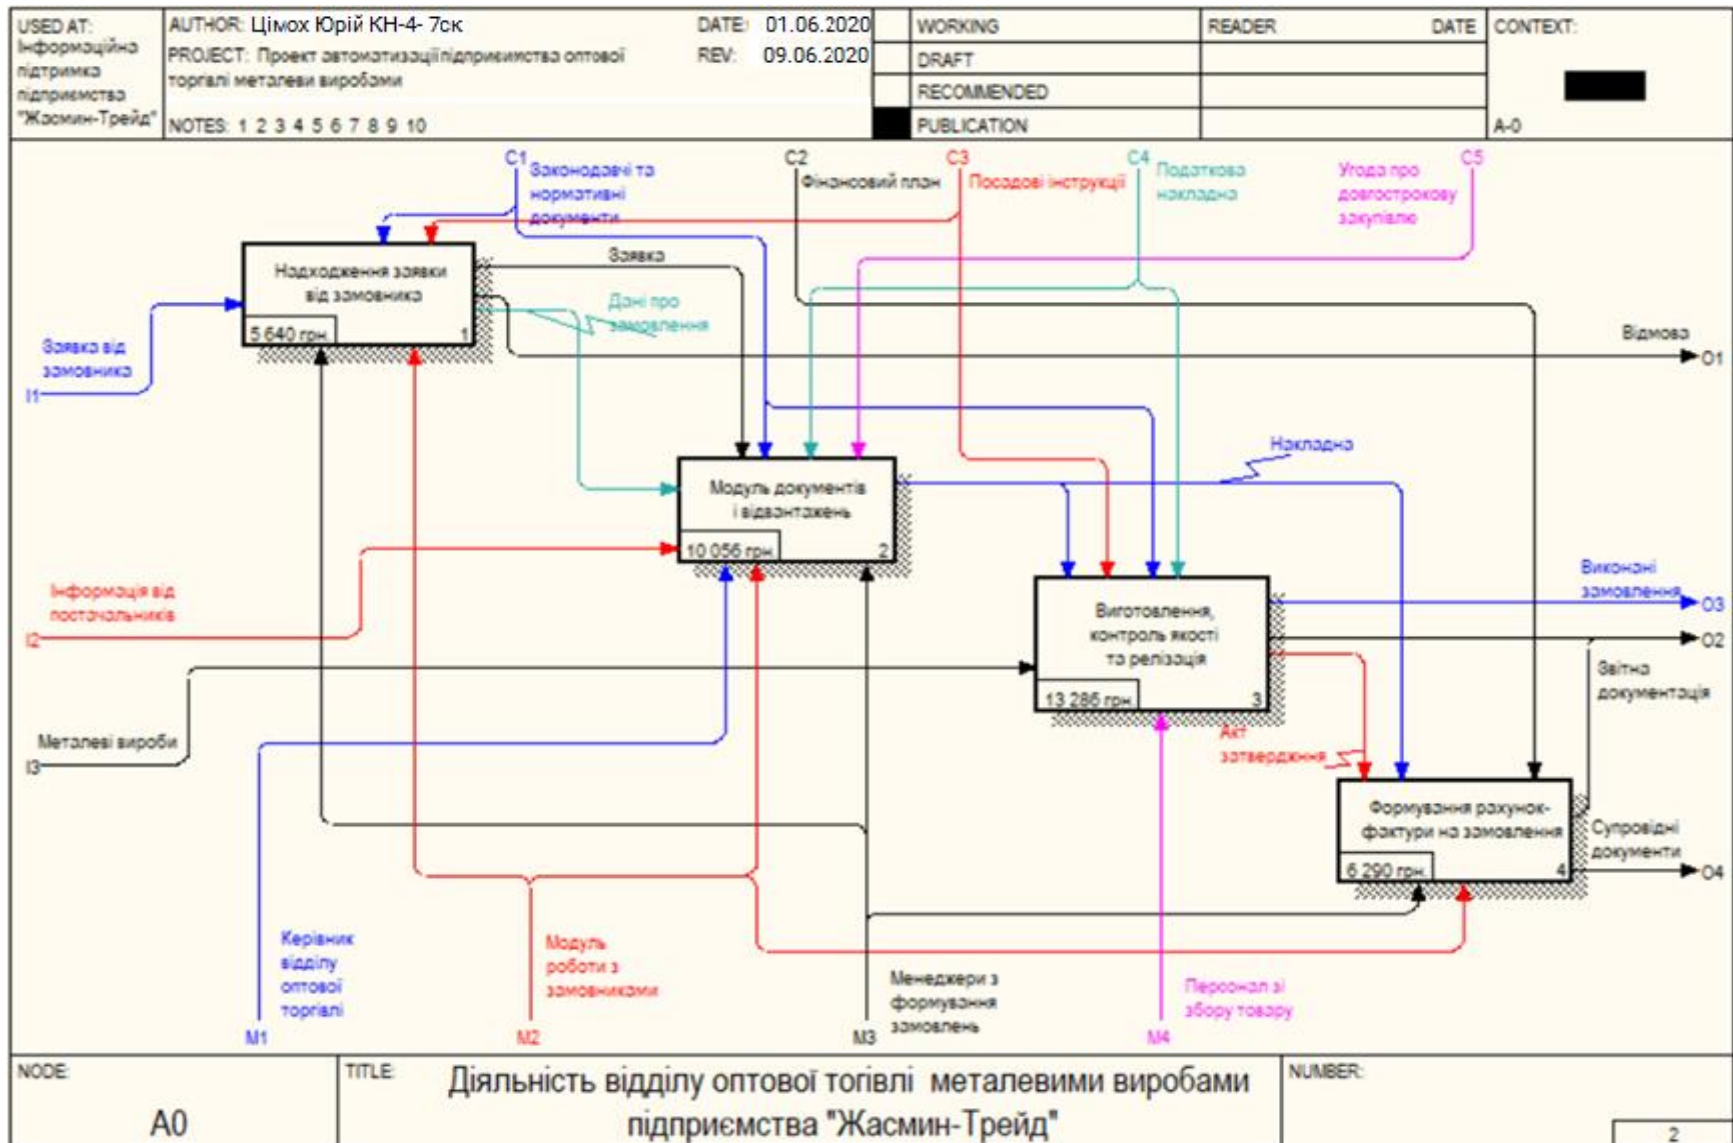 USED AT:
Інформаційна
підтримка
підприємства
"Жасмин-Трейд"
AUTHOR: Цімох Юрій КН-4- 7ск
DATE: 01.06.2020
PROJECT: Проект автоматизації підприємства оптової
торгівлі металеви виробами
REV: 09.06.2020
NOTES: 1 2 3 4 5 6 7 8 9 10
WORKING
DRAFT
RECOMMENDED
PUBLICATION
READER DATE
CONTEXT:
A-0
C1
Законодавчі та
нормативні
документи
C2
Фінансовий план
C3
Посадові інструкції
C4
Податкова
накладна
C5
Угода про
довгострокову
закупівлю
Надходження заявки
від замовника
5 640 грн.
1
Заявка
Дані про
замовлення
Заявка від
замовника
I1
Відмова
O1
Модуль документів
і відвантажень
10 056 грн.
2
Накладна
Інформація від
постачальників
I2
Виготовлення,
контроль якості
та релізація
13 286 грн.
3
Виконані
замовлення
O3
O2
Звітна
документація
Металеві вироби
I3
Акт
затвердження
Формування рахунок-
фактури на замовлення
6 290 грн.
4
Супровідні
документи
O4
Керівник
відділу
оптової
торгівлі
M1
Модуль
роботи з
замовниками
M2
Менеджери з
формування
замовлень
M3
Персонал зі
збору товару
M4
NODE:
A0
TITLE:
Діяльність відділу оптової тогівлі металевими виробами
підприємства "Жасмин-Трейд"
NUMBER:
2